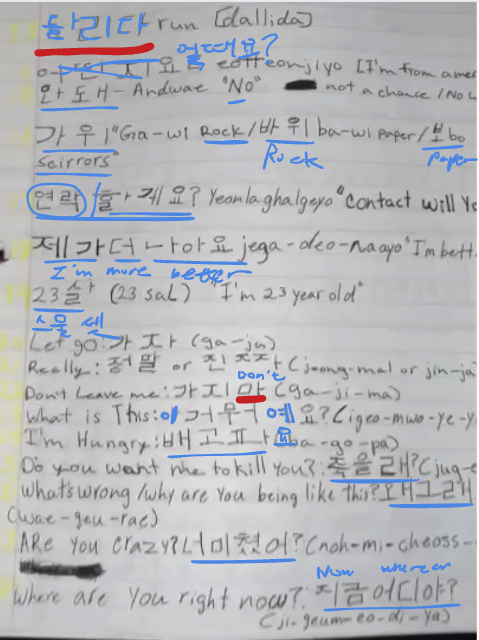 달리다 run [dallida]
어때요?
eotteonjiyo [I'm from ame
안 도ㅐ - Andwae "No" not a chance / No w
가위 "Ga-wi Rock / 바위 ba-wi paper / 보 bo
Rock Paper
scirrors"
연락 할게요? Yeonlaghalgeyo "Contact will Yo
제가 더 나아요 jega-deo-naayo "I'm bett
I'm more better
23살 (23 sal) "I'm 23 year old"
스물 셋
Let go: 가자 (ga-ja)
Really: 정말 or 진짜 (jeong-mal or jin-ja
Don't
Don't Leave me: 가지마 (ga-ji-ma)
What is This: 이거무어예요? (igeo-mwo-ye-y
I'm Hungry: 배고파요 (ba-go-pa)
Do you want me to kill you?: 죽을래? (jug-e
what's wrong / why are you being like this? 왜그래
(wae-geu-rae)
ARe you crazy? 너미쳤어? (noh-mi-cheoss-
Now where are
Where are You right now?: 지금어디야?
(ji-geum-eo-di-ya)